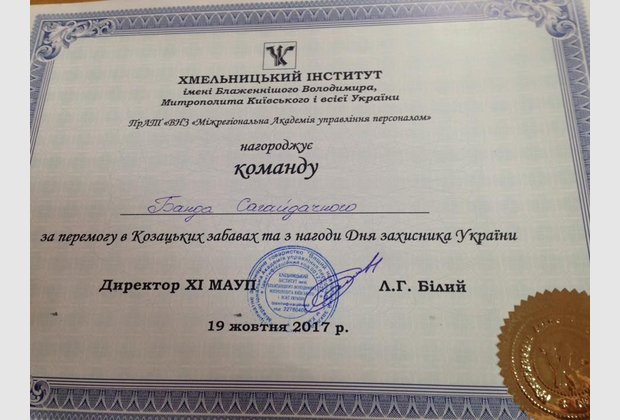 ХМЕЛЬНИЦЬКИЙ ІНСТИТУТ
імені Блаженнішого Володимира,
Митрополита Київського і всієї України
ПрАТ «ВНЗ «Міжрегіональна Академія управління персоналом»
нагороджує
команду
Банда Сагайдачного
за перемогу в Козацьких забавах та з нагоди Дня захисника України
Директор ХІ МАУП Л.Г. Білий
19 жовтня 2017 р.